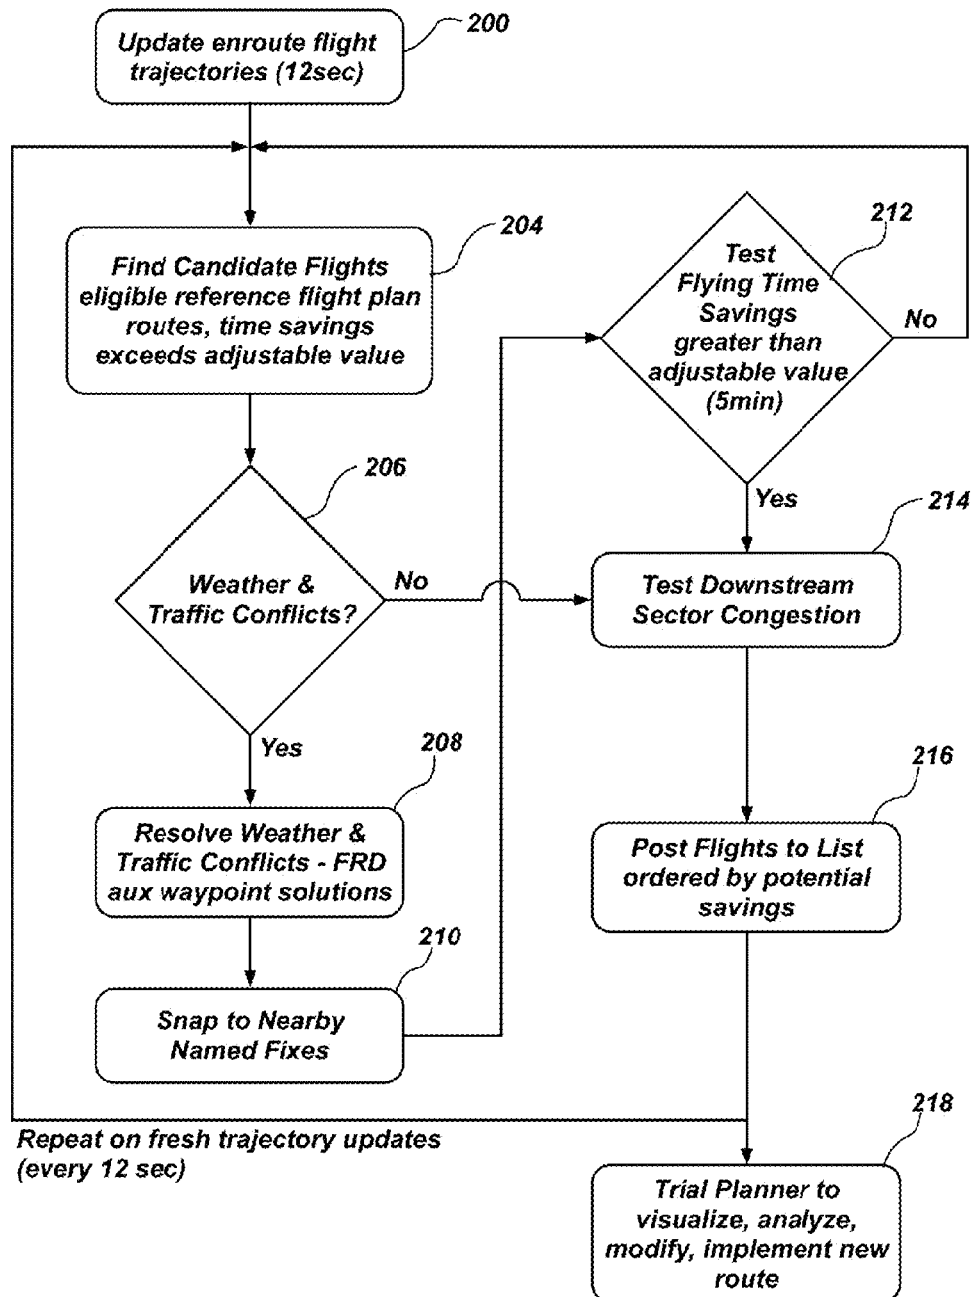 Update enroute flight
trajectories (12sec)
200
Find Candidate Flights
eligible reference flight plan
routes, time savings
exceeds adjustable value
204
Weather &
Traffic Conflicts?
206
No
Yes
Resolve Weather &
Traffic Conflicts - FRD
aux waypoint solutions
208
Snap to Nearby
Named Fixes
210
Test
Flying Time
Savings
greater than
adjustable value
(5min)
212
No
Yes
Test Downstream
Sector Congestion
214
Post Flights to List
ordered by potential
savings
216
Repeat on fresh trajectory updates
(every 12 sec)
Trial Planner to
visualize, analyze,
modify, implement new
route
218